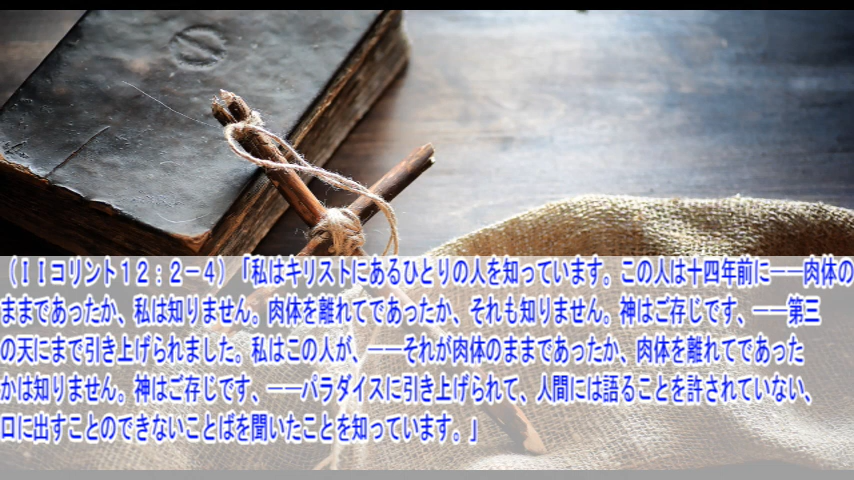 （ＩＩコリント１２：２－４）「私はキリストにあるひとりの人を知っています。この人は十四年前に――肉体の
ままであったか、私は知りません。肉体を離れてであったか、それも知りません。神はご存じです、――第三
の天にまで引き上げられました。私はこの人が、――それが肉体のままであったか、肉体を離れてであった
かは知りません。神はご存じです、――パラダイスに引き上げられて、人間には語ることを許されていない、
口に出すことのできないことばを聞いたことを知っています。」